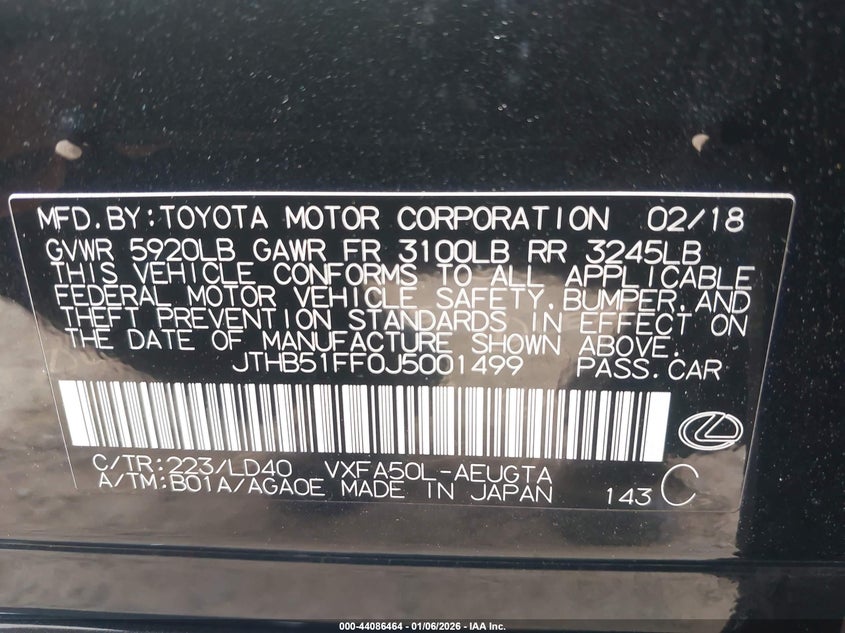 MFD.BY:TOYOTA MOTOR CORPORATION 02/18
GVWR 5920LB GAWR FR 3100LB RR 3245LB
THIS VEHICLE CONFORMS TO ALL APPLICABLE
FEDERAL MOTOR VEHICLE SAFETY,BUMPER,AND
THEFT PREVENTION STANDARDS IN EFFECT ON
THE DATE OF MANUFACTURE SHOWN ABOVE.
JTHB51FF0J5001499 PASS.CAR
C/TR:223/LD40 VXFA50L-AEUGTA
A/TM:B01A/AGA0E MADE IN JAPAN 143 C
000-44086464 - 01/06/2026 - IAA Inc.